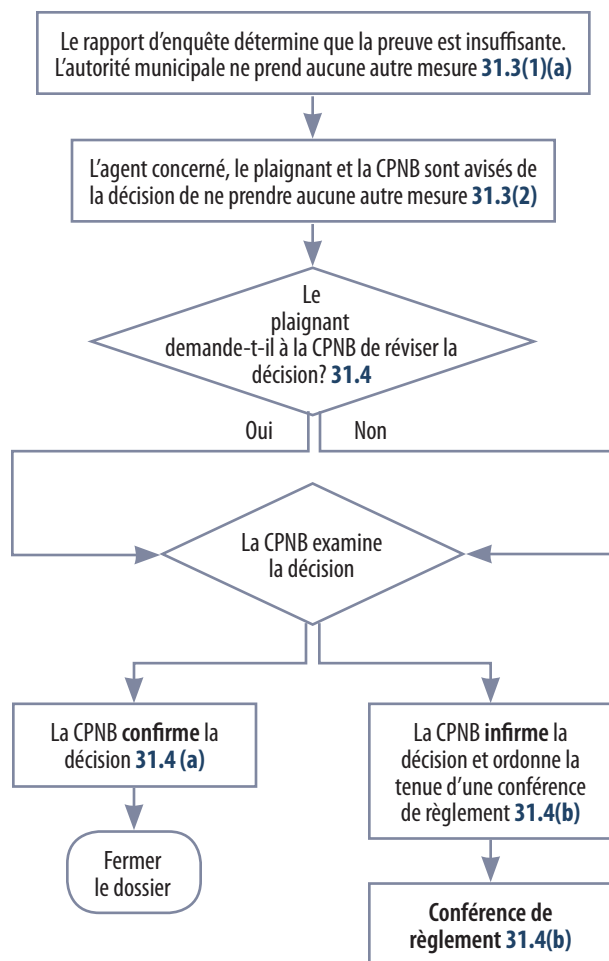 Le rapport d'enquête détermine que la preuve est insuffisante.
L'autorité municipale ne prend aucune autre mesure 31.3(1)(a)
L'agent concerné, le plaignant et la CPNB sont avisés de
la décision de ne prendre aucune autre mesure 31.3(2)
Le
plaignant
demande-t-il à la CPNB de réviser la
décision? 31.4
Oui
Non
La CPNB examine
la décision
La CPNB confirme la
décision 31.4 (a)
Fermer
le dossier
La CPNB infirme la
décision et ordonne la
tenue d'une conférence
de règlement 31.4(b)
Conférence de
règlement 31.4(b)